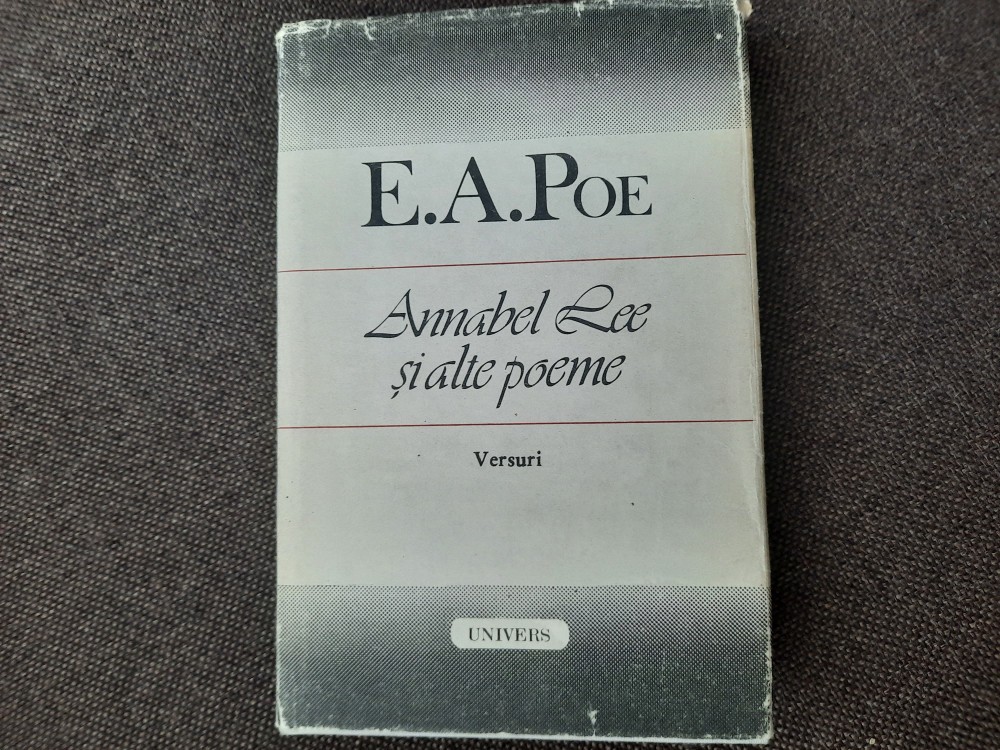 E.A.POE
Annabel Lee
și alte poeme
Versuri
UNIVERS